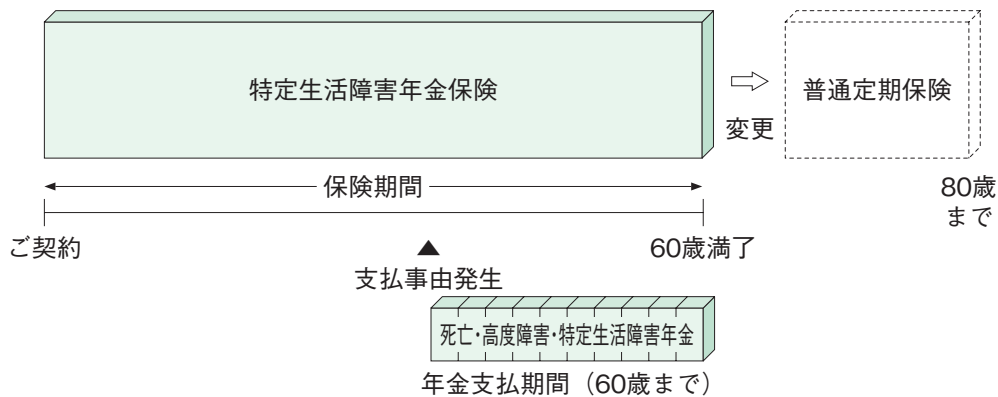 特定生活障害年金保険
普通定期保険
変更
保険期間
80歳
まで
ご契約
60歳満了
支払事由発生
死亡・高度障害・特定生活障害年金
年金支払期間（60歳まで）